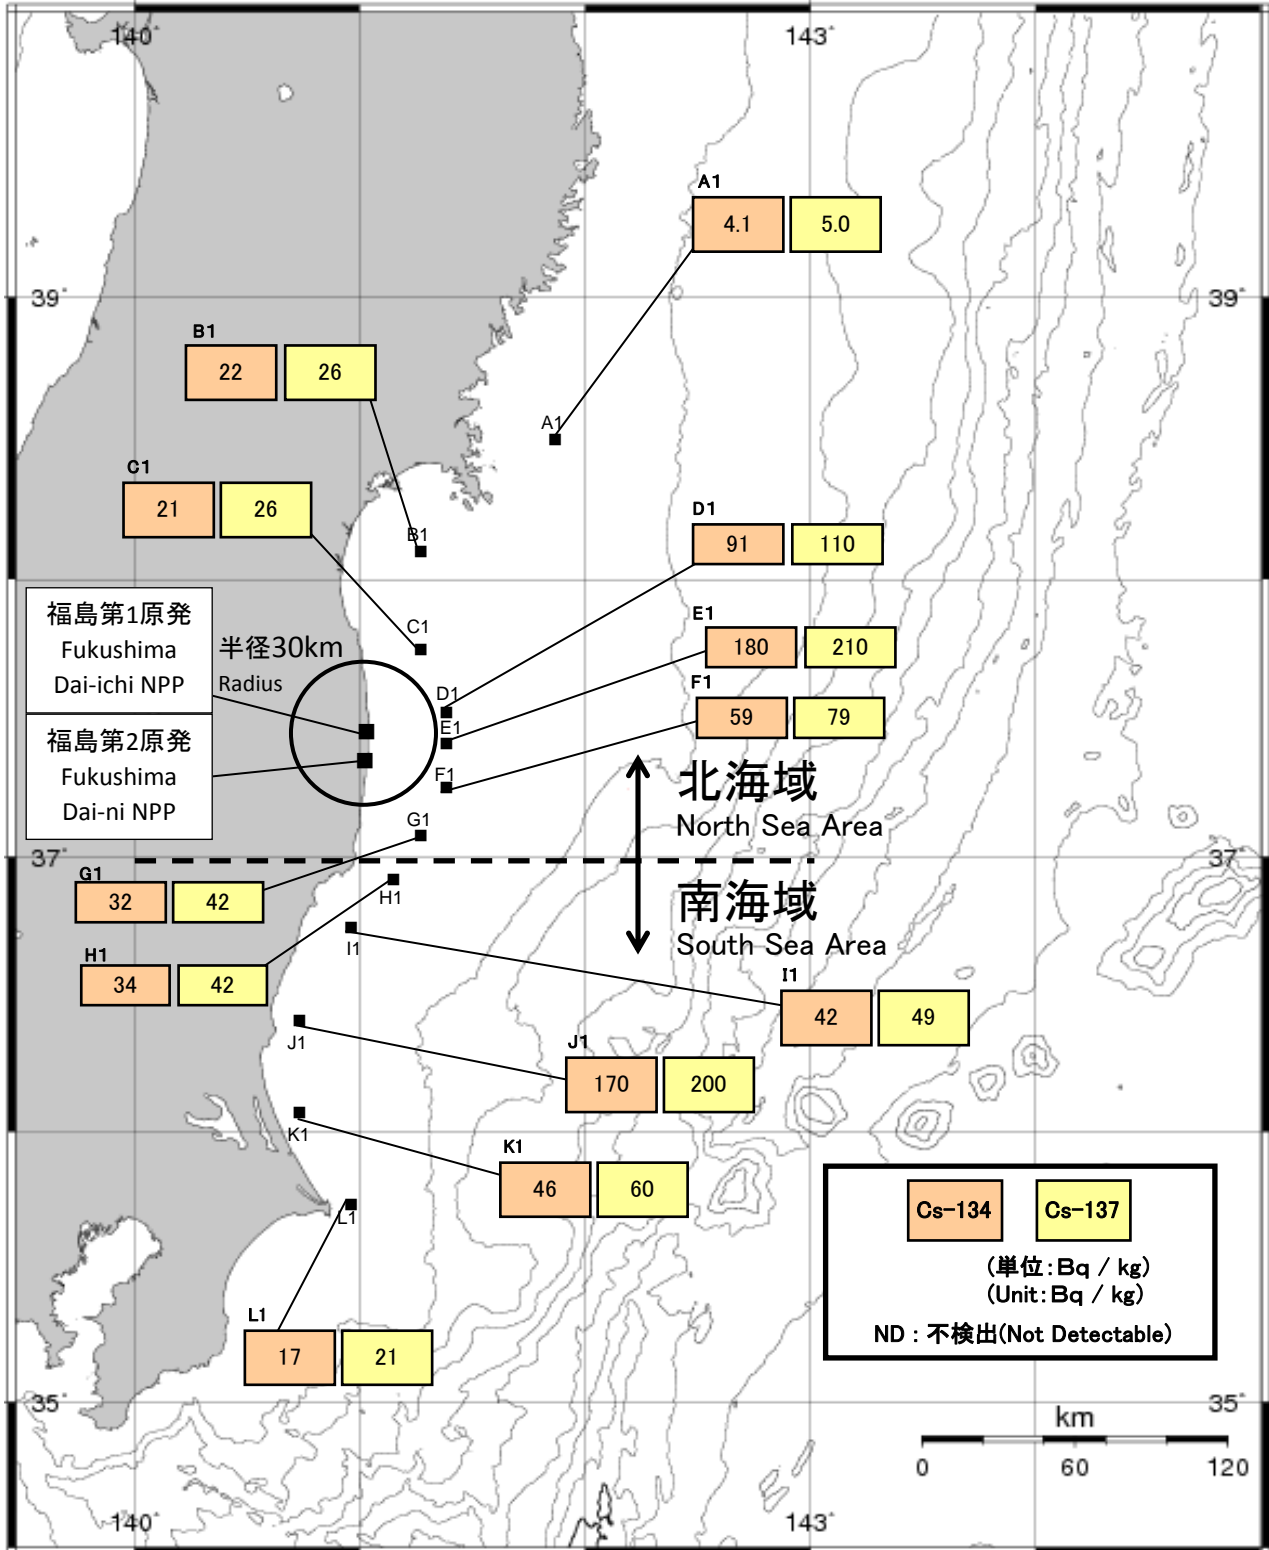 140°
143°
A1
4.1 5.0
39°
39°
B1
22 26
A1
C1
21 26
D1
91 110
B1
E1
180 210
福島第1原発
Fukushima
Dai-ichi NPP
半径30km
Radius
C1
F1
59 79
D1
E1
福島第2原発
Fukushima
Dai-ni NPP
F1
北海域
North Sea Area
G1
37°
37°
G1
32 42
H1
南海域
South Sea Area
I1
H1
34 42
I1
42 49
J1
J1
170 200
K1
K1
46 60
Cs-134 Cs-137
(単位:Bq / kg)
(Unit:Bq / kg)
ND : 不検出(Not Detectable)
L1
L1
17 21
35°
35°
km
0 60 120
140°
143°